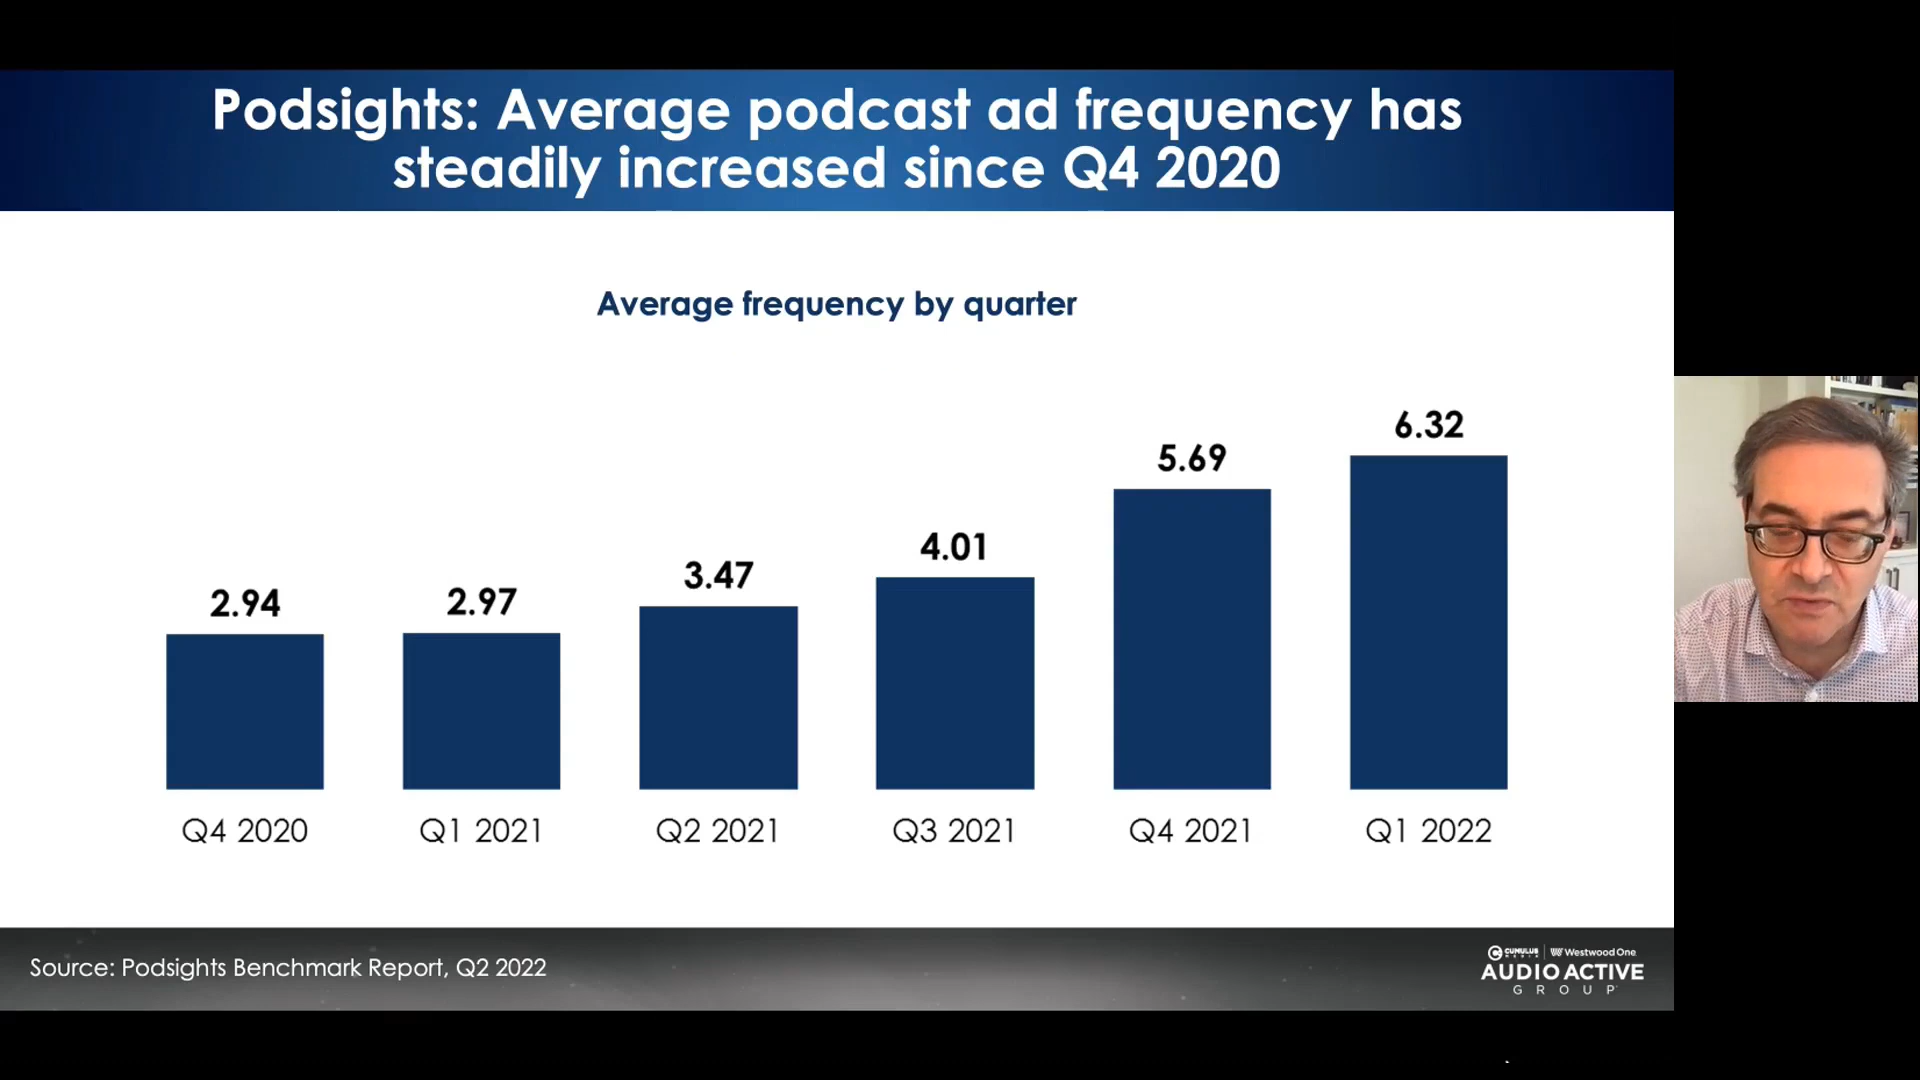 Podsights: Average podcast ad frequency has
steadily increased since Q4 2020
Average frequency by quarter
2.94
2.97
3.47
4.01
5.69
6.32
Q4 2020
Q1 2021
Q2 2021
Q3 2021
Q4 2021
Q1 2022
Source: Podsights Benchmark Report, Q2 2022
CUMULUS MEDIA | Westwood One
AUDIO ACTIVE
GROUP